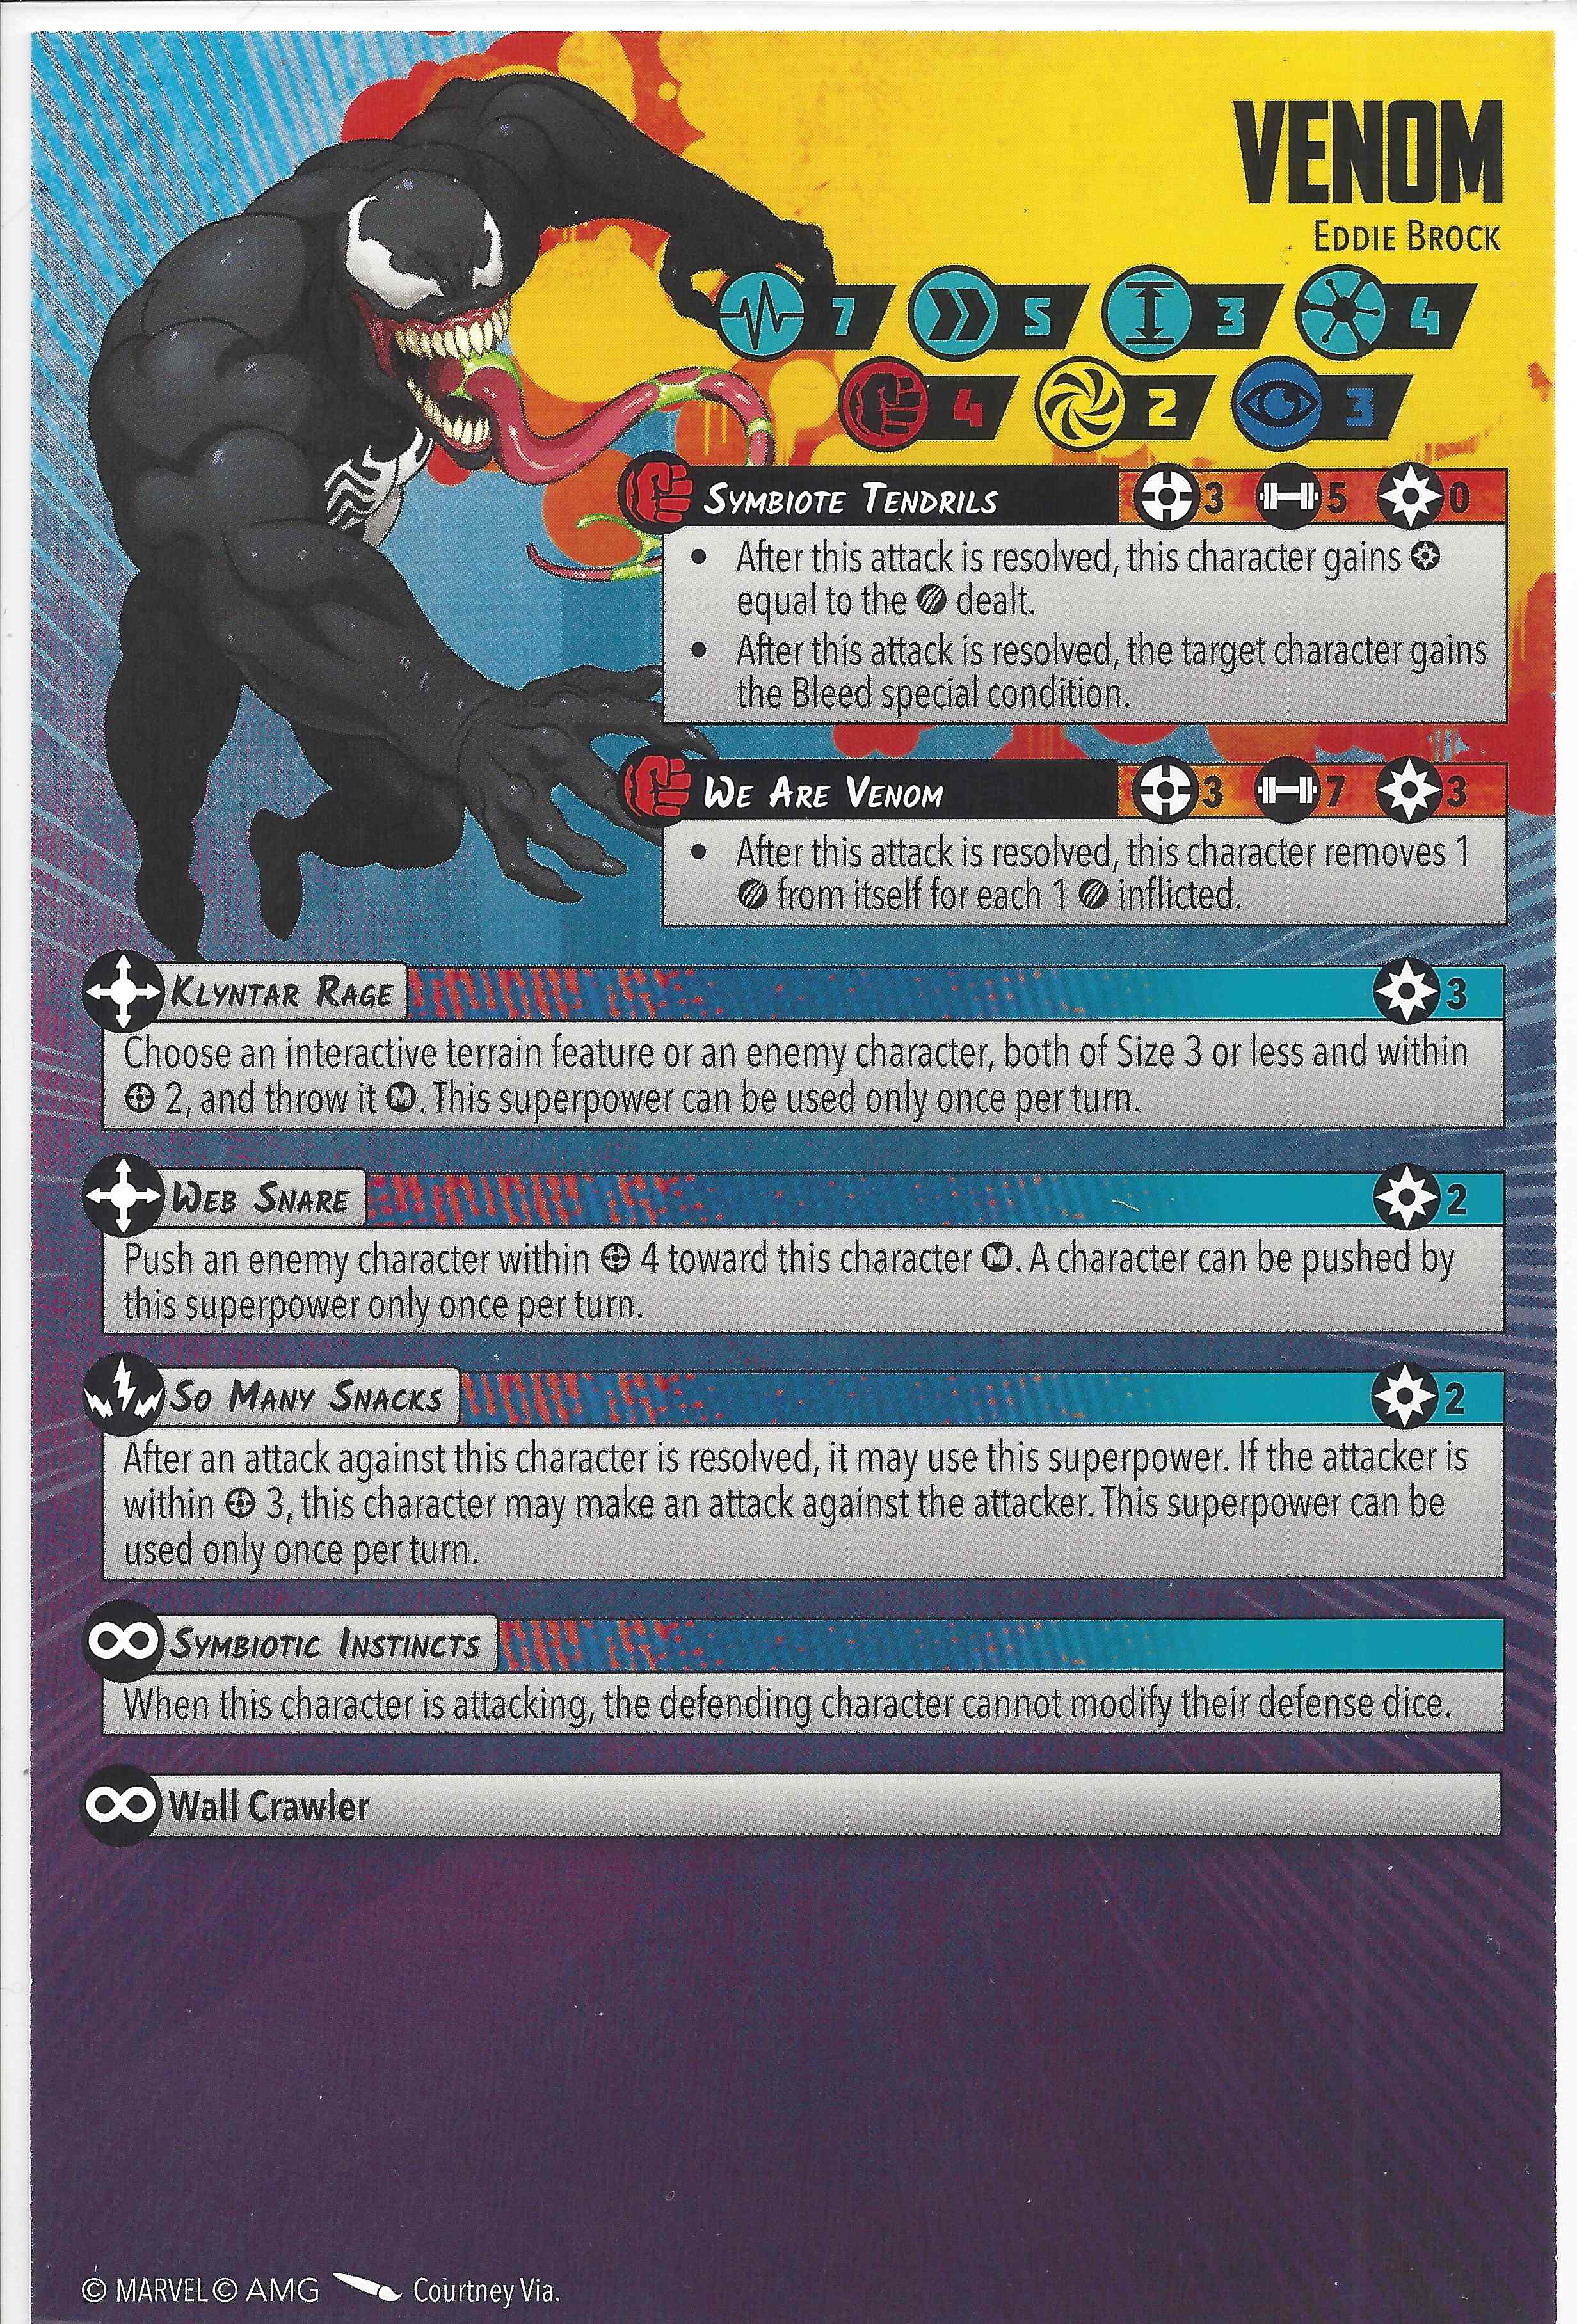 VENOM
EDDIE BROCK
7 S 3 4
4 2 3
SYMBIOTE TENDRILS 3 5 0
• After this attack is resolved, this character gains
equal to the dealt.
• After this attack is resolved, the target character gains
the Bleed special condition.
WE ARE VENOM 3 7 3
• After this attack is resolved, this character removes 1
from itself for each 1 inflicted.
KLYNTAR RAGE 3
Choose an interactive terrain feature or an enemy character, both of Size 3 or less and within
2, and throw it M. This superpower can be used only once per turn.
WEB SNARE 2
Push an enemy character within 4 toward this character M. A character can be pushed by
this superpower only once per turn.
SO MANY SNACKS 2
After an attack against this character is resolved, it may use this superpower. If the attacker is
within 3, this character may make an attack against the attacker. This superpower can be
used only once per turn.
SYMBIOTIC INSTINCTS
When this character is attacking, the defending character cannot modify their defense dice.
Wall Crawler
© MARVEL © AMG Courtney Via.